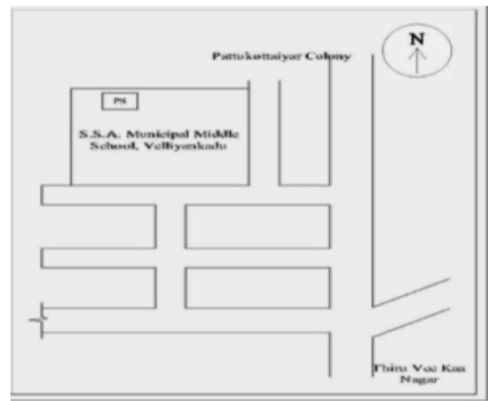 N
Pattukottaiyar Colony
PS
S.S.A. Municipal Middle
School, Velliyankadu
Thiru Vee Kaa
Nagar